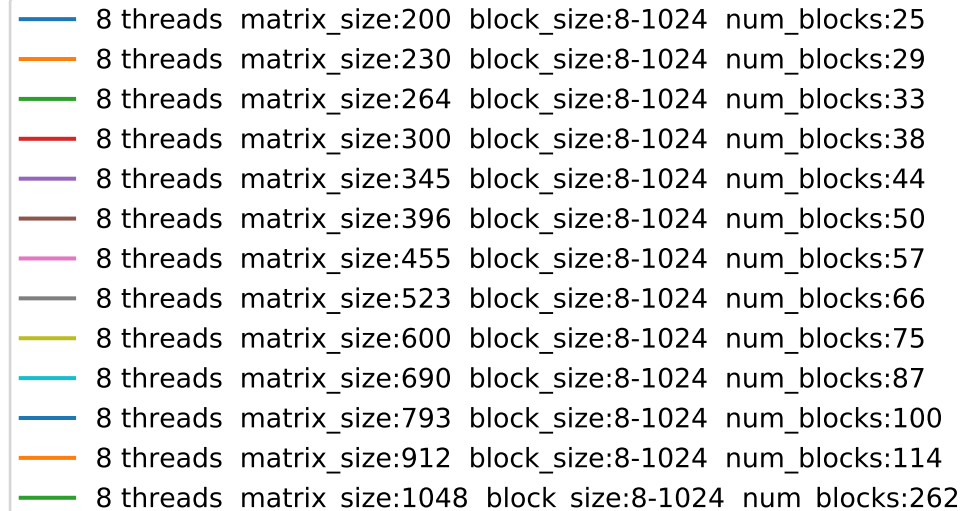 8 threads matrix_size:200 block_size:8-1024 num_blocks:25
8 threads matrix_size:230 block_size:8-1024 num_blocks:29
8 threads matrix_size:264 block_size:8-1024 num_blocks:33
8 threads matrix_size:300 block_size:8-1024 num_blocks:38
8 threads matrix_size:345 block_size:8-1024 num_blocks:44
8 threads matrix_size:396 block_size:8-1024 num_blocks:50
8 threads matrix_size:455 block_size:8-1024 num_blocks:57
8 threads matrix_size:523 block_size:8-1024 num_blocks:66
8 threads matrix_size:600 block_size:8-1024 num_blocks:75
8 threads matrix_size:690 block_size:8-1024 num_blocks:87
8 threads matrix_size:793 block_size:8-1024 num_blocks:100
8 threads matrix_size:912 block_size:8-1024 num_blocks:114
8 threads matrix size:1048 block size:8-1024 num blocks:262